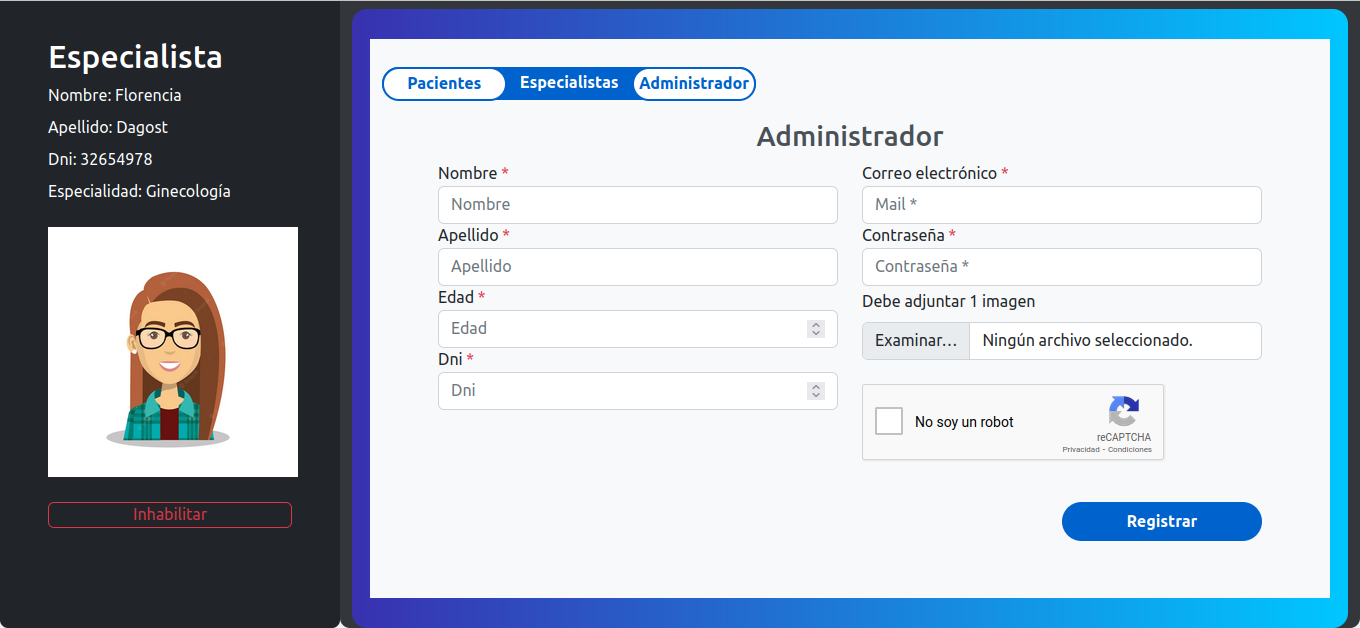 Especialista
Nombre: Florencia
Apellido: Dagost
Dni: 32654978
Especialidad: Ginecología
Inhabilitar
Pacientes Especialistas Administrador
Administrador
Nombre *
Nombre
Apellido *
Apellido
Edad *
Edad
Dni *
Dni
Correo electrónico *
Mail *
Contraseña *
Contraseña *
Debe adjuntar 1 imagen
Examinar... Ningún archivo seleccionado.
No soy un robot
reCAPTCHA
Privacidad - Condiciones
Registrar